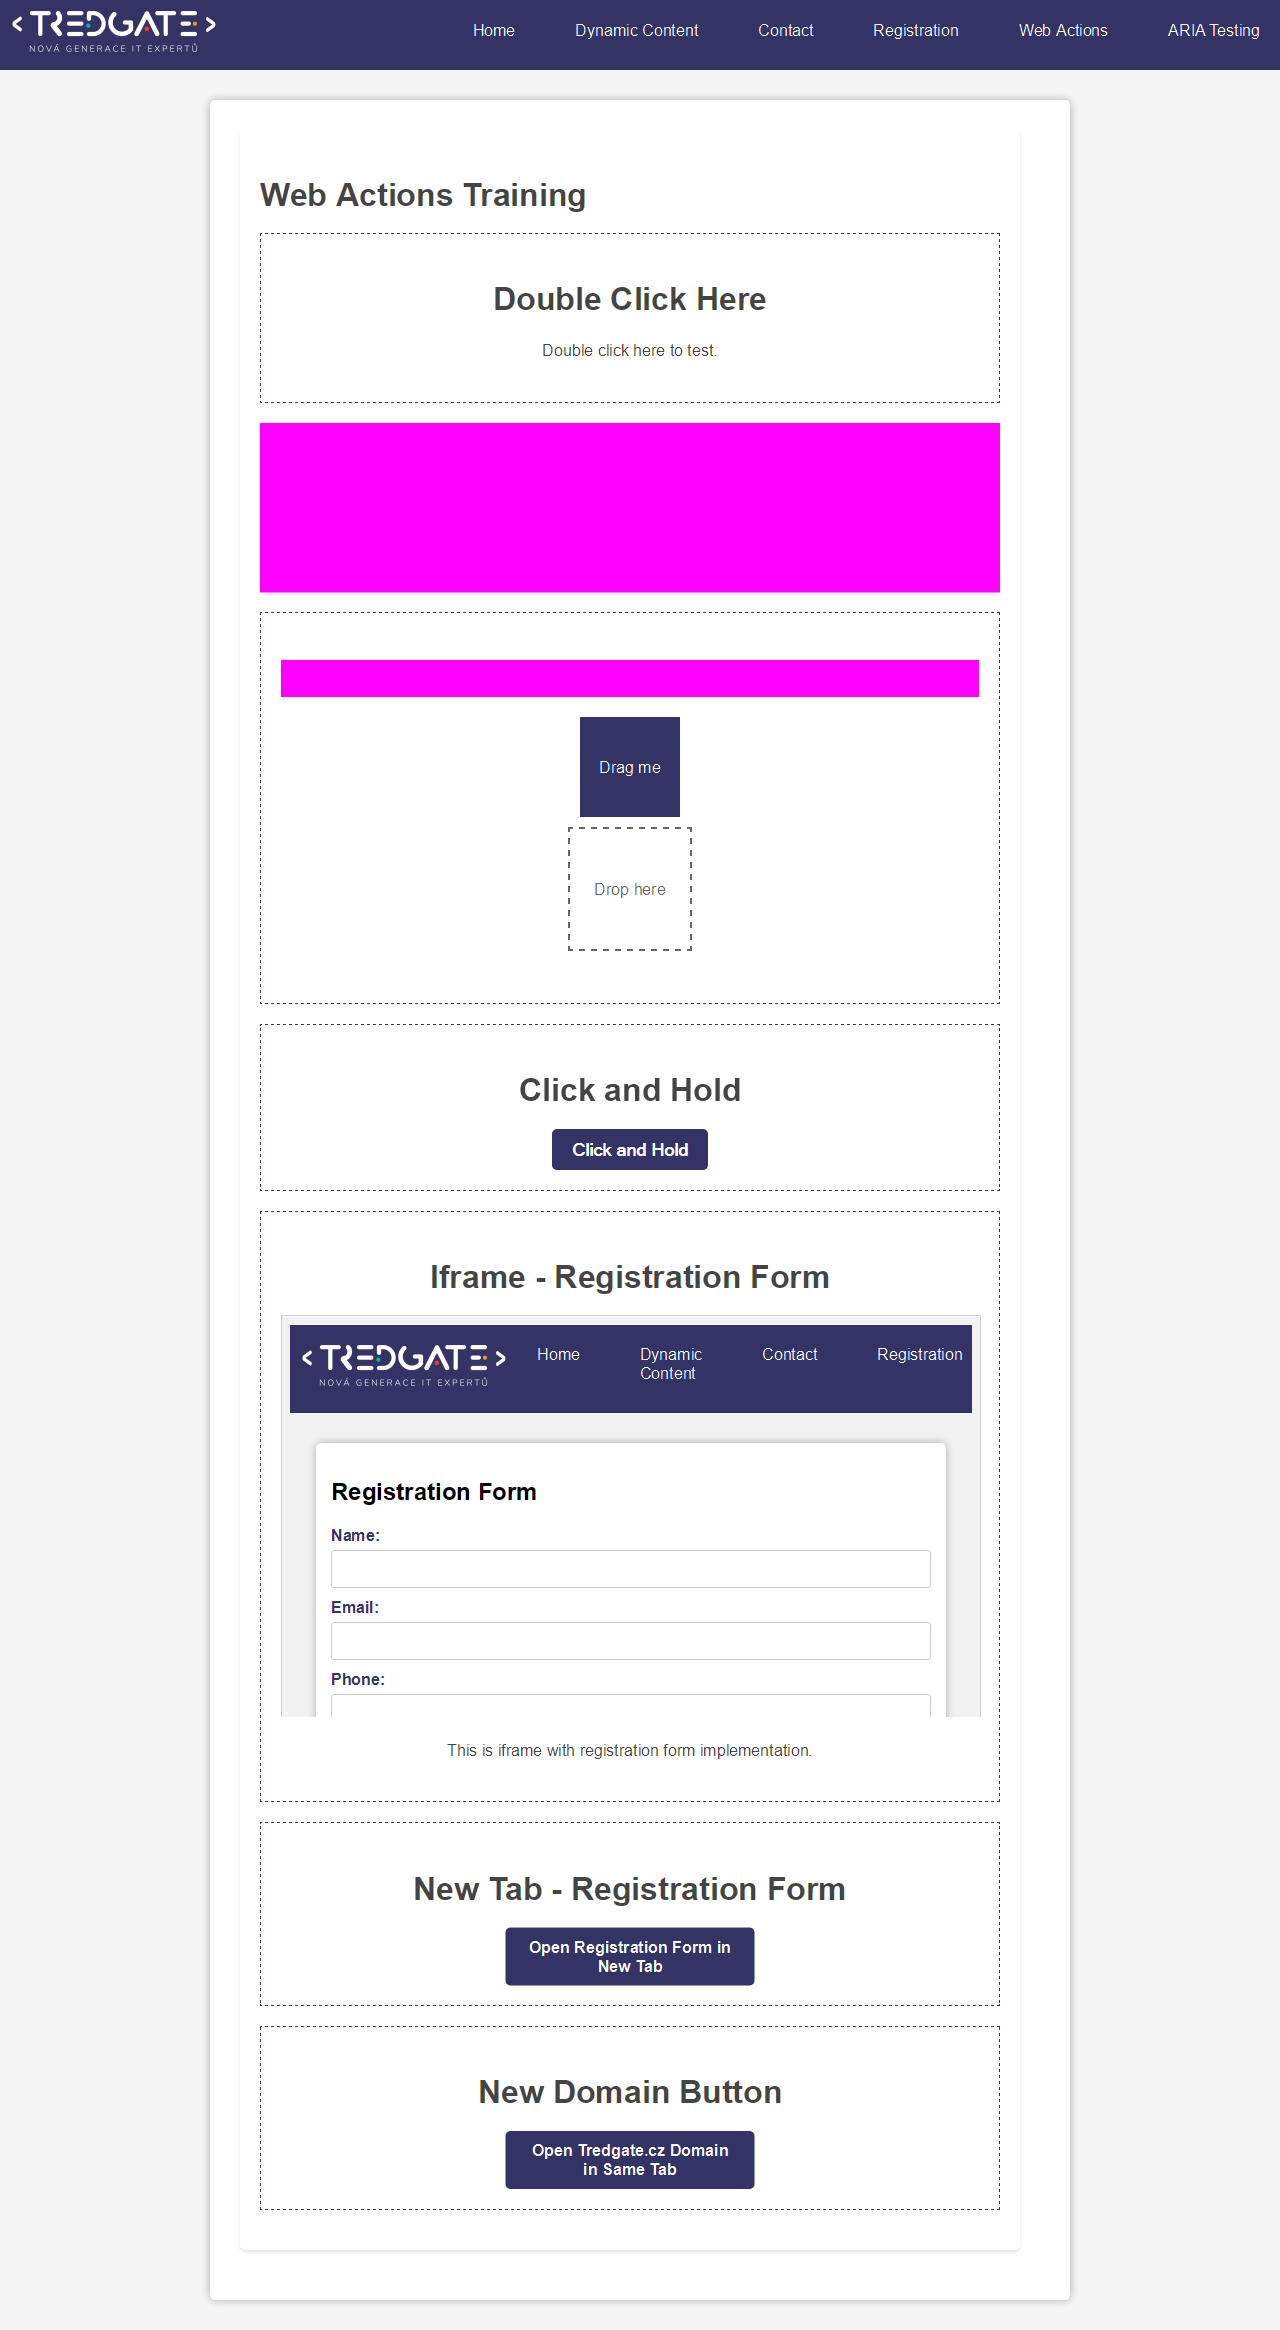 TREDGATE
NOVÁ GENERACE IT EXPERTŮ
Home
Dynamic Content
Contact
Registration
Web Actions
ARIA Testing
Web Actions Training
Double Click Here
Double click here to test.
Drag me
Drop here
Click and Hold
Click and Hold
Iframe - Registration Form
TREDGATE
NOVÁ GENERACE IT EXPERTŮ
Home
Dynamic
Content
Contact
Registration
Registration Form
Name:
Email:
Phone:
This is iframe with registration form implementation.
New Tab - Registration Form
Open Registration Form in
New Tab
New Domain Button
Open Tredgate.cz Domain
in Same Tab